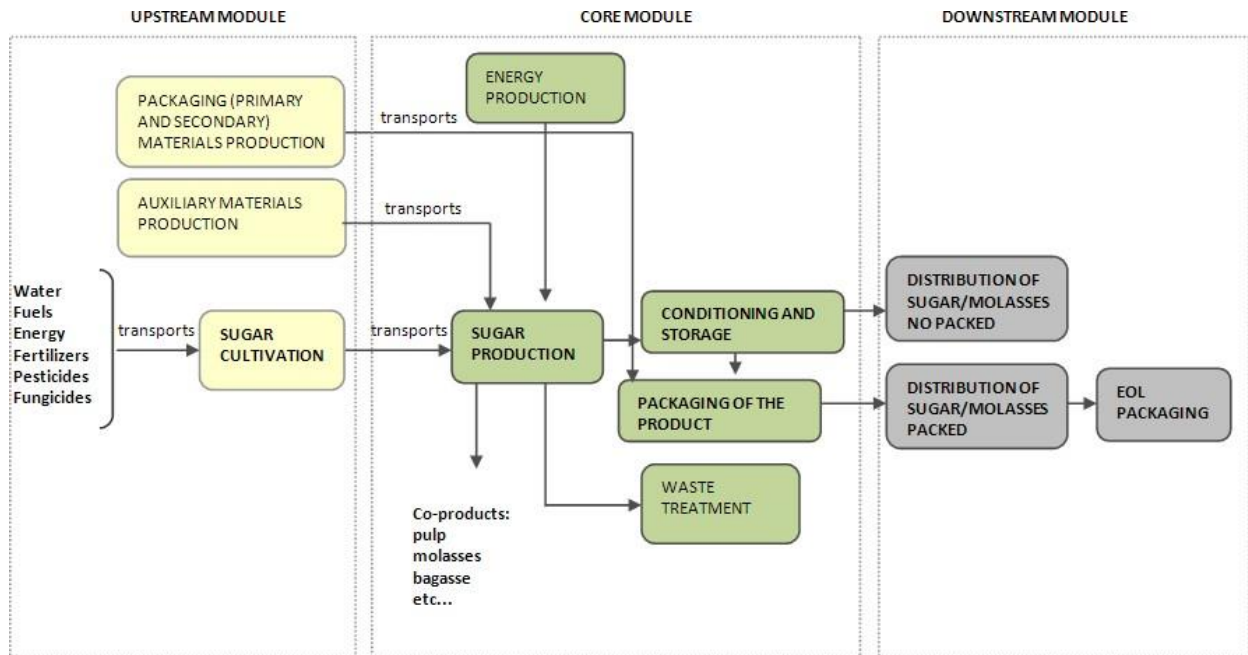 UPSTREAM MODULE
CORE MODULE
DOWNSTREAM MODULE
PACKAGING (PRIMARY
AND SECONDARY)
MATERIALS PRODUCTION
transports
ENERGY
PRODUCTION
AUXILIARY MATERIALS
PRODUCTION
transports
Water
Fuels
Energy
Fertilizers
Pesticides
Fungicides
transports
SUGAR
CULTIVATION
transports
SUGAR
PRODUCTION
CONDITIONING AND
STORAGE
DISTRIBUTION OF
SUGAR/MOLASSES
NO PACKED
PACKAGING OF THE
PRODUCT
DISTRIBUTION OF
SUGAR/MOLASSES
PACKED
EOL
PACKAGING
WASTE
TREATMENT
Co-products:
pulp
molasses
bagasse
etc...